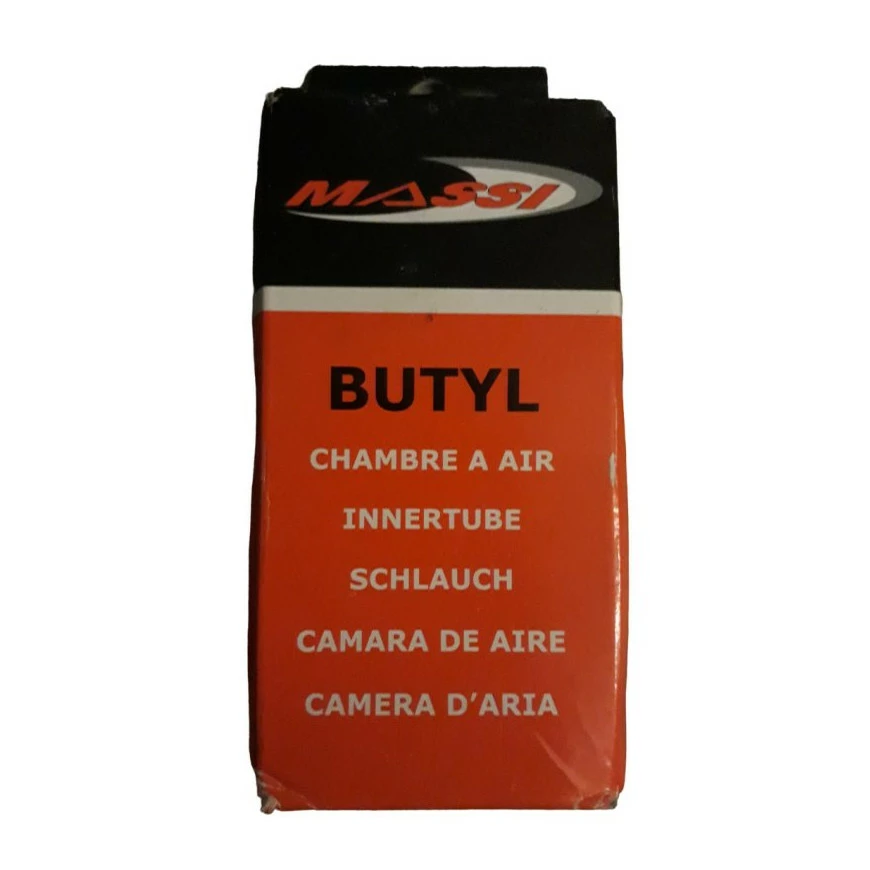 MASSI
BUTYL
CHAMBRE A AIR
INNERTUBE
SCHLAUCH
CAMARA DE AIRE
CAMERA D'ARIA